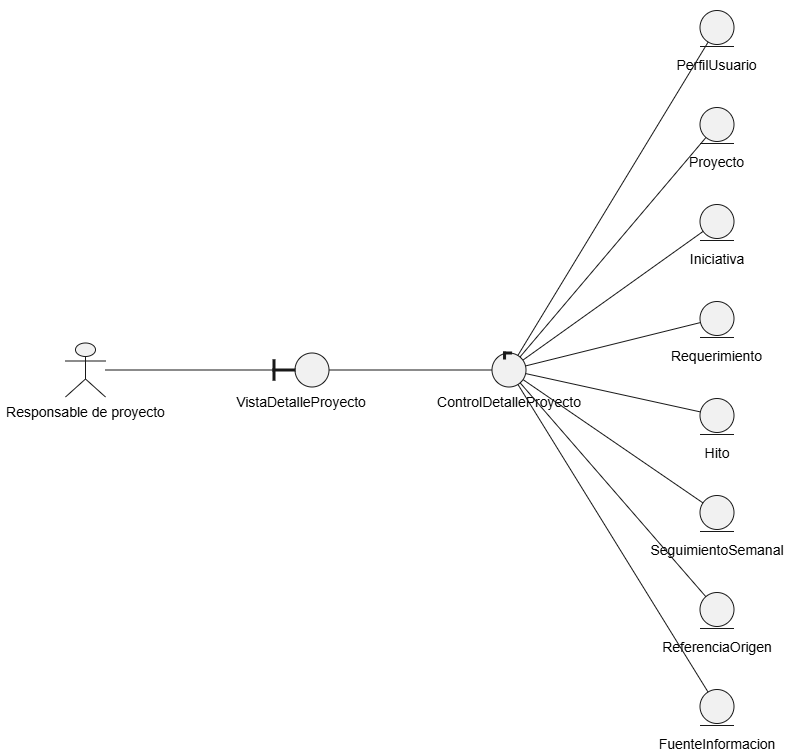 PerfilUsuario
Proyecto
Iniciativa
Requerimiento
Responsable de proyecto
VistaDetalleProyecto
ControlDetalleProyecto
Hito
SeguimientoSemanal
ReferenciaOrigen
FuenteInformacion